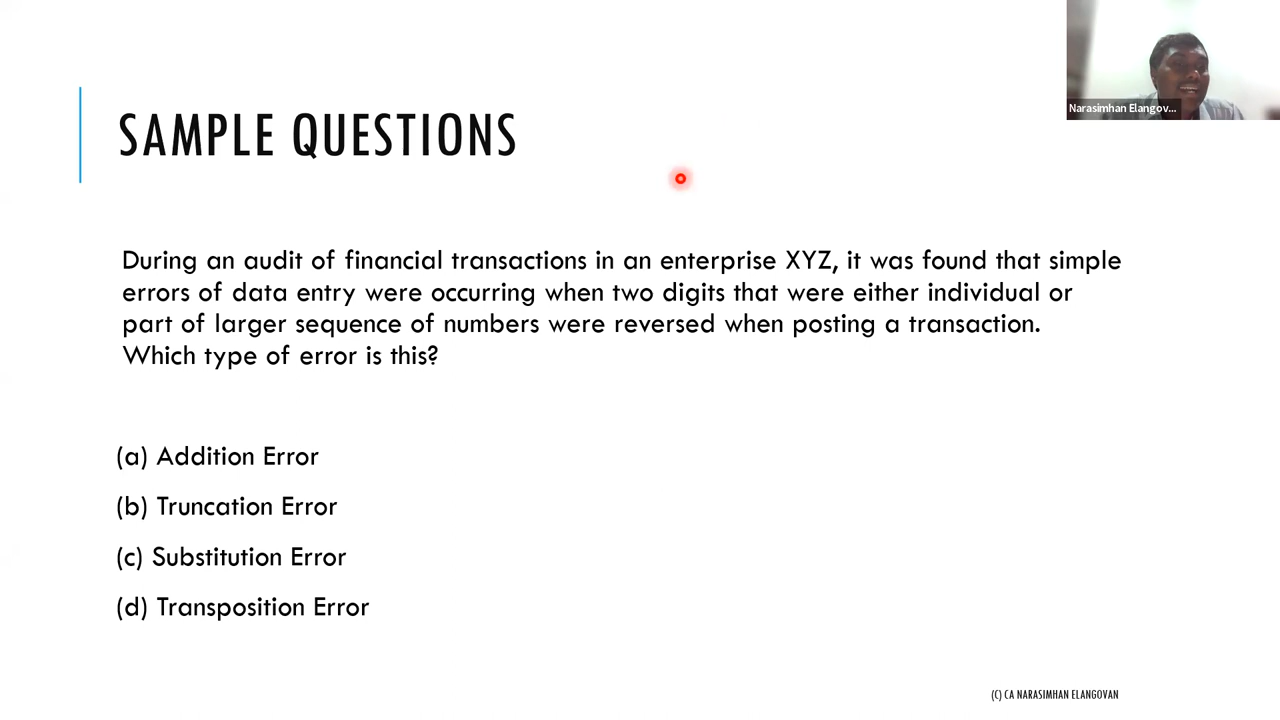 Narasimhan Elangov...
SAMPLE QUESTIONS
During an audit of financial transactions in an enterprise XYZ, it was found that simple
errors of data entry were occurring when two digits that were either individual or
part of larger sequence of numbers were reversed when posting a transaction.
Which type of error is this?
(a) Addition Error
(b) Truncation Error
(c) Substitution Error
(d) Transposition Error
(C) CA NARASIMHAN ELANGOVAN